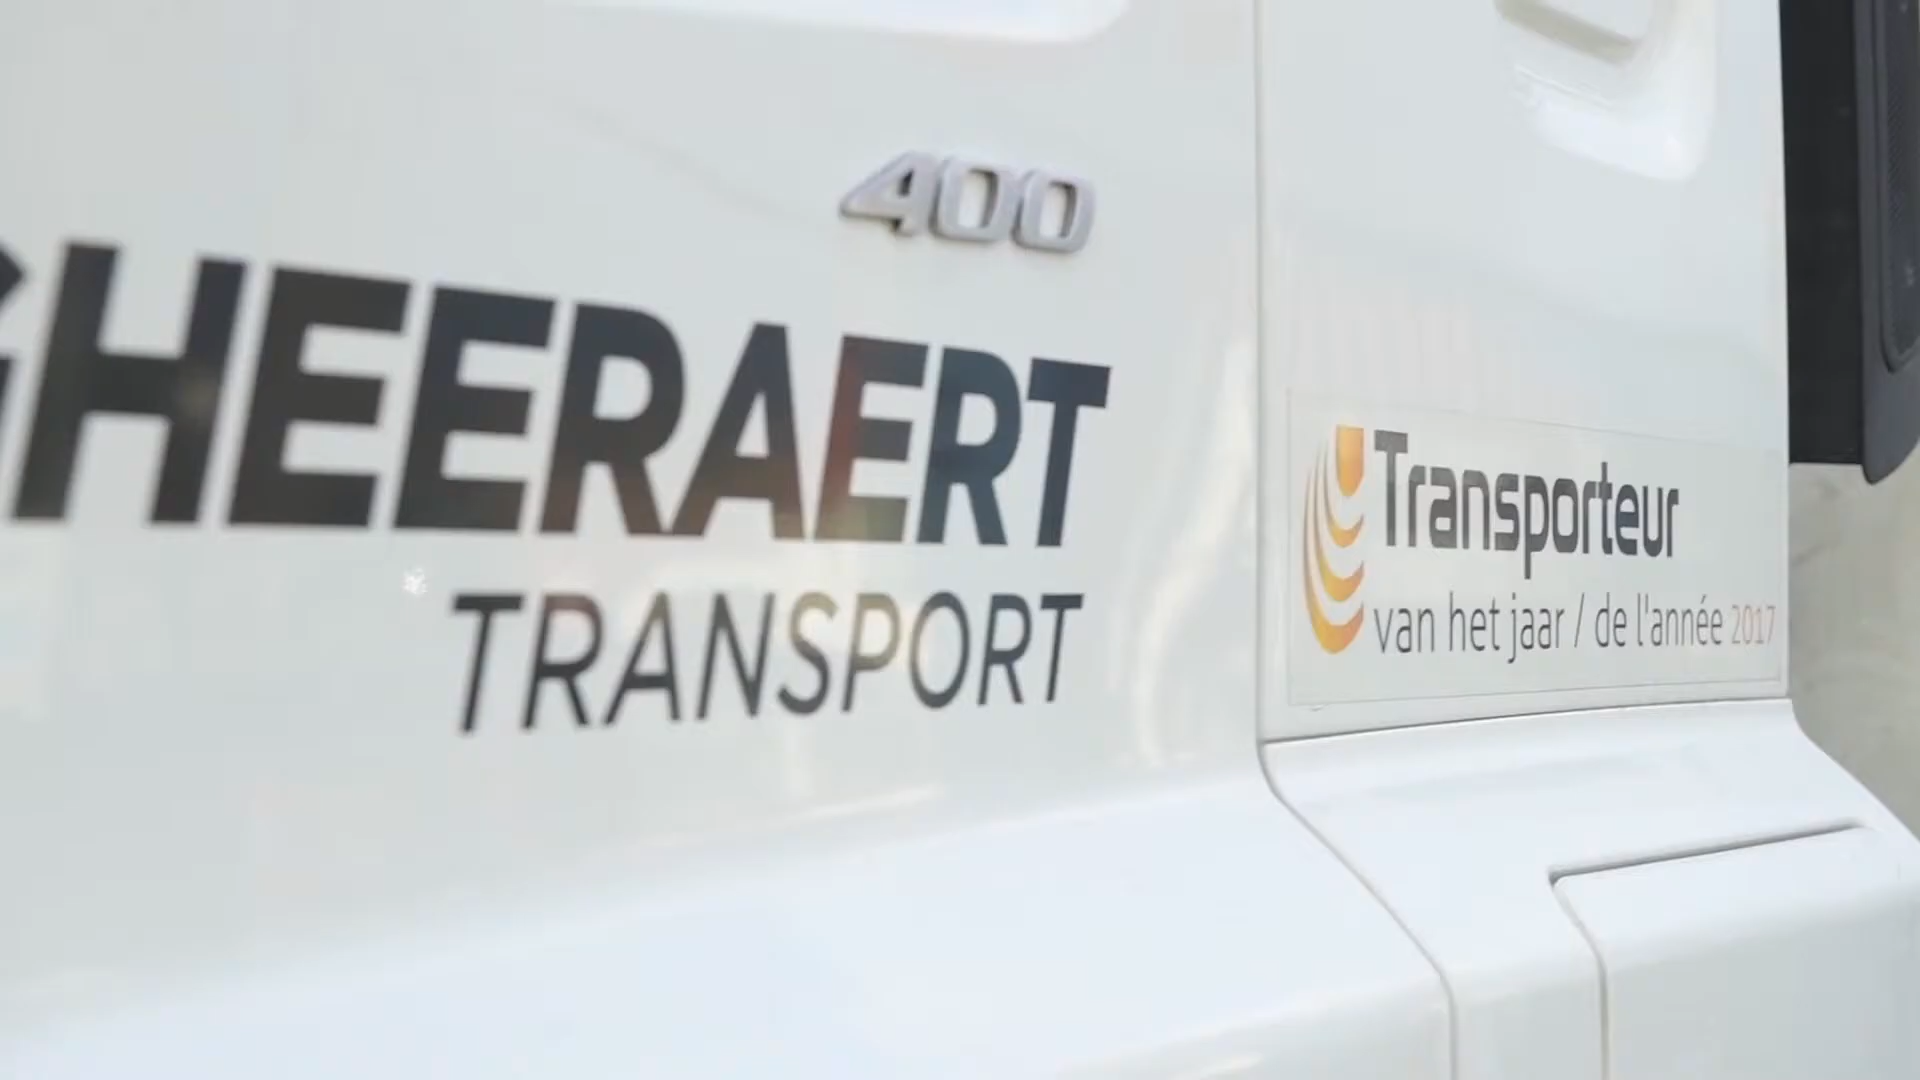 400
GHEERAERT
TRANSPORT
Transporteur
van het jaar / de l'année 2017